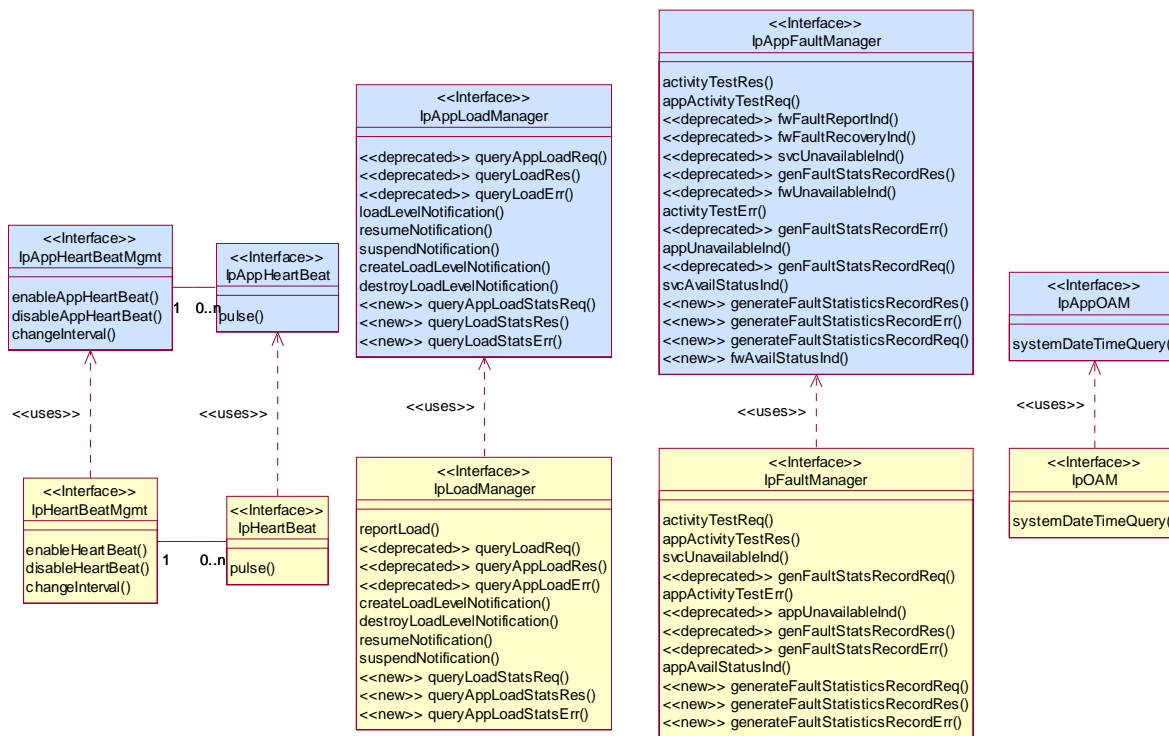 <<Interface>>
IpAppHeartBeatMgmt
enableAppHeartBeat()
disableAppHeartBeat()
changeInterval()
1
0..n
<<Interface>>
IpAppHeartBeat
pulse()
<<Interface>>
IpAppLoadManager
<<deprecated>> queryAppLoadReq()
<<deprecated>> queryLoadRes()
<<deprecated>> queryLoadErr()
loadLevelNotification()
resumeNotification()
suspendNotification()
createLoadLevelNotification()
destroyLoadLevelNotification()
<<new>> queryAppLoadStatsReq()
<<new>> queryLoadStatsRes()
<<new>> queryLoadStatsErr()
<<Interface>>
IpAppFaultManager
activityTestRes()
appActivityTestReq()
<<deprecated>> fwFaultReportInd()
<<deprecated>> fwFaultRecoveryInd()
<<deprecated>> svcUnavailableInd()
<<deprecated>> genFaultStatsRecordRes()
<<deprecated>> fwUnavailableInd()
activityTestErr()
<<deprecated>> genFaultStatsRecordErr()
appUnavailableInd()
<<deprecated>> genFaultStatsRecordReq()
svcAvailStatusInd()
<<new>> generateFaultStatisticsRecordRes()
<<new>> generateFaultStatisticsRecordErr()
<<new>> generateFaultStatisticsRecordReq()
<<new>> fwAvailStatusInd()
<<Interface>>
IpAppOAM
systemDateTimeQuery()
<<uses>>
<<uses>>
<<uses>>
<<uses>>
<<uses>>
<<Interface>>
IpHeartBeatMgmt
enableHeartBeat()
disableHeartBeat()
changeInterval()
1
0..n
<<Interface>>
IpHeartBeat
pulse()
<<Interface>>
IpLoadManager
reportLoad()
<<deprecated>> queryLoadReq()
<<deprecated>> queryAppLoadRes()
<<deprecated>> queryAppLoadErr()
createLoadLevelNotification()
destroyLoadLevelNotification()
resumeNotification()
suspendNotification()
<<new>> queryLoadStatsReq()
<<new>> queryAppLoadStatsRes()
<<new>> queryAppLoadStatsErr()
<<Interface>>
IpFaultManager
activityTestReq()
appActivityTestRes()
svcUnavailableInd()
<<deprecated>> genFaultStatsRecordReq()
appActivityTestErr()
<<deprecated>> appUnavailableInd()
<<deprecated>> genFaultStatsRecordRes()
<<deprecated>> genFaultStatsRecordErr()
appAvailStatusInd()
<<new>> generateFaultStatisticsRecordReq()
<<new>> generateFaultStatisticsRecordRes()
<<new>> generateFaultStatisticsRecordErr()
<<Interface>>
IpOAM
systemDateTimeQuery()